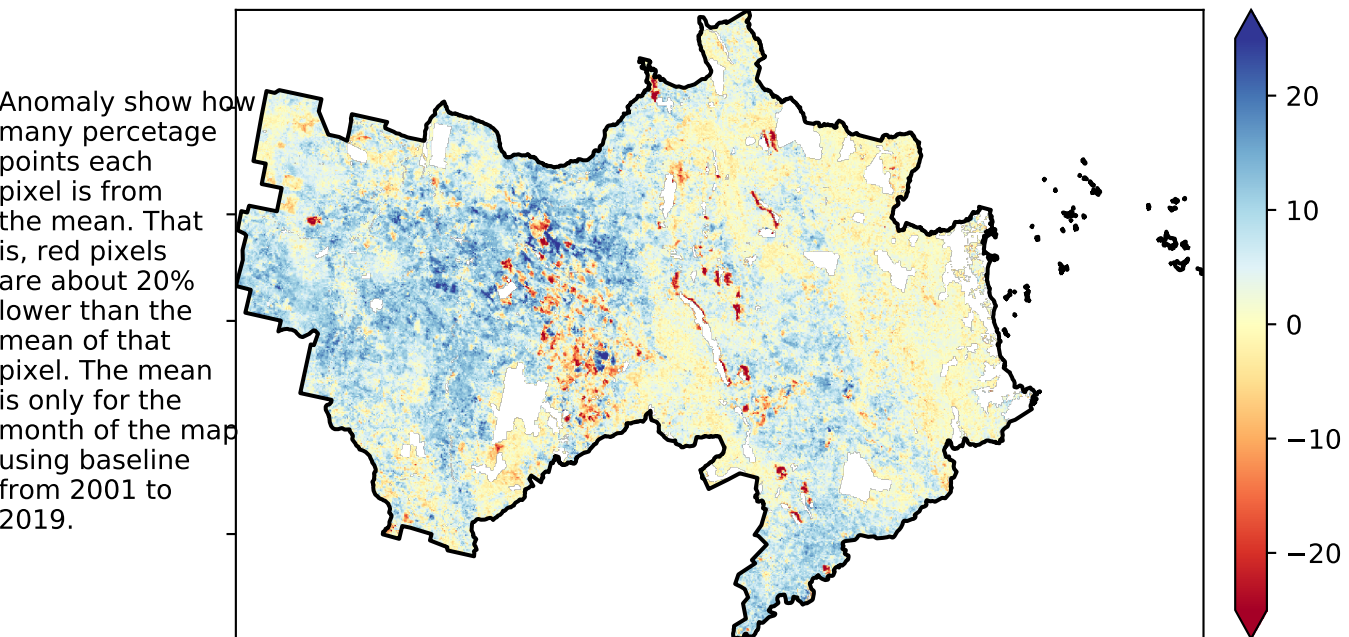 Anomaly show how
many percetage
points each
pixel is from
the mean. That
is, red pixels
are about 20%
lower than the
mean of that
pixel. The mean
is only for the
month of the map
using baseline
from 2001 to
2019.
20
10
0
−10
−20